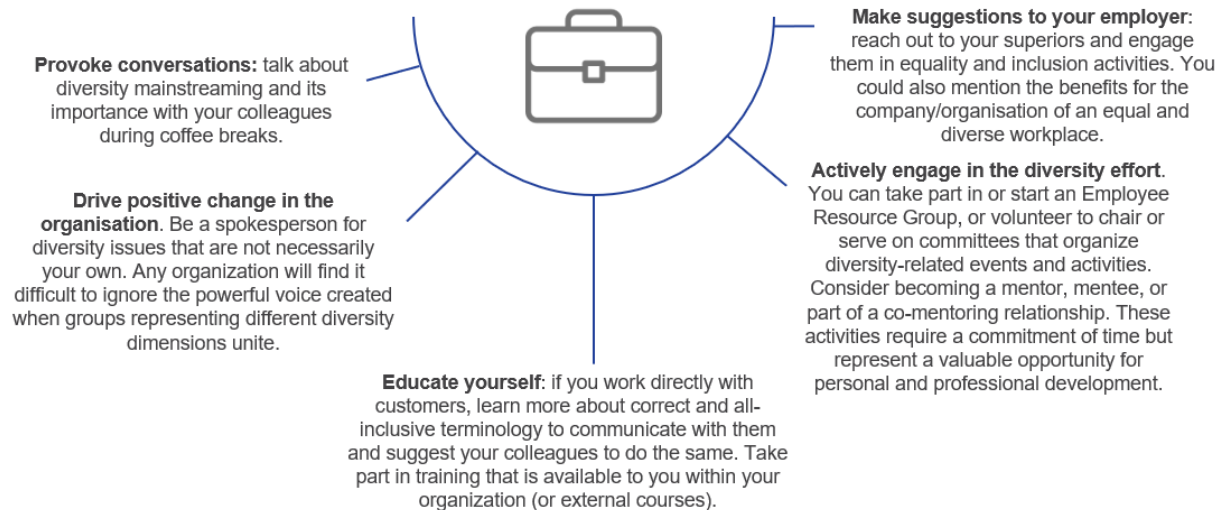 Provoke conversations: talk about
diversity mainstreaming and its
importance with your colleagues
during coffee breaks.
Drive positive change in the
organisation. Be a spokesperson for
diversity issues that are not necessarily
your own. Any organization will find it
difficult to ignore the powerful voice created
when groups representing different diversity
dimensions unite.
Educate yourself: if you work directly with
customers, learn more about correct and all-
inclusive terminology to communicate with them
and suggest your colleagues to do the same. Take
part in training that is available to you within your
organization (or external courses).
Make suggestions to your employer:
reach out to your superiors and engage
them in equality and inclusion activities. You
could also mention the benefits for the
company/organisation of an equal and
diverse workplace.
Actively engage in the diversity effort.
You can take part in or start an Employee
Resource Group, or volunteer to chair or
serve on committees that organize
diversity-related events and activities.
Consider becoming a mentor, mentee, or
part of a co-mentoring relationship. These
activities require a commitment of time but
represent a valuable opportunity for
personal and professional development.